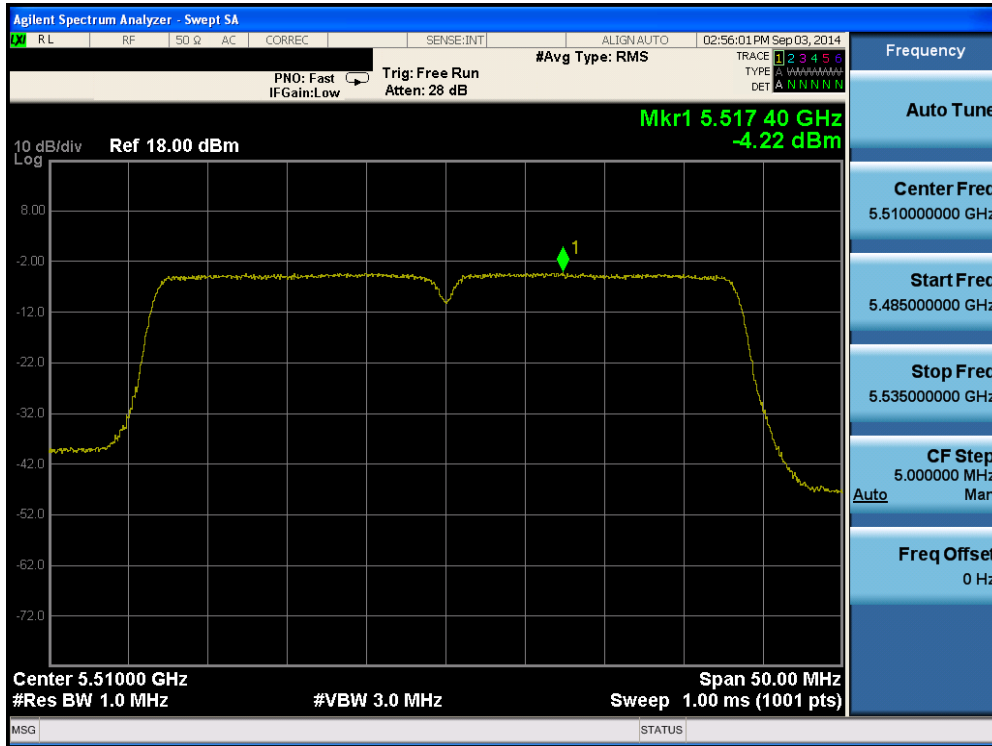 Agilent Spectrum Analyzer - Swept SA
LXI RL RF 50 Ω AC CORREC SENSE:INT ALIGN AUTO 02:56:01 PM Sep 03, 2014
#Avg Type: RMS
TRACE 1 2 3 4 5 6
TYPE A WWWWWW
DET A N N N N N
PNO: Fast
IFGain:Low
Trig: Free Run
Atten: 28 dB
Mkr1 5.517 40 GHz
-4.22 dBm
10 dB/div Ref 18.00 dBm
Log
8.00
-2.00
-12.0
-22.0
-32.0
-42.0
-52.0
-62.0
-72.0
1
Center 5.51000 GHz Span 50.00 MHz
#Res BW 1.0 MHz #VBW 3.0 MHz Sweep 1.00 ms (1001 pts)
MSG STATUS
Frequency
Auto Tune
Center Freq
5.510000000 GHz
Start Freq
5.485000000 GHz
Stop Freq
5.535000000 GHz
CF Step
5.000000 MHz
Auto Man
Freq Offset
0 Hz